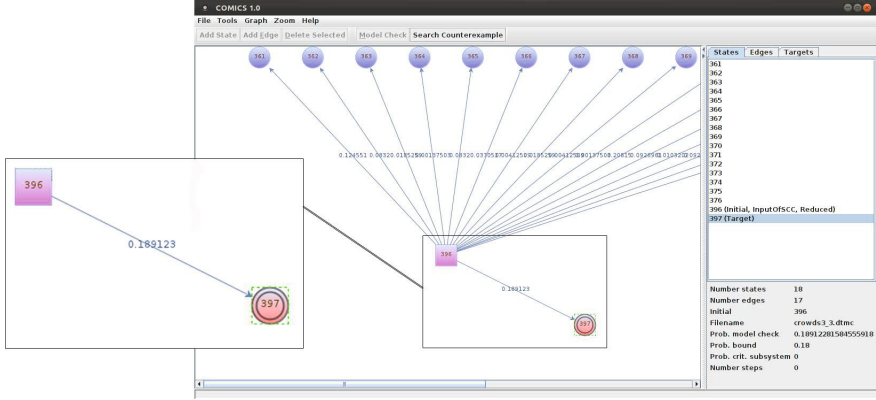 COMICS 1.0
File Tools Graph Zoom Help
Add State Add Edge Delete Selected Model Check Search Counterexample
361 362 363 364 365 366 367 368 369
396
0.189123
397
396
0.189123
397
States Edges Targets
361
362
363
364
365
366
367
368
369
370
371
372
373
374
375
376
396 (Initial, InputOfSCC, Reduced)
397 (Target)
Number states 18
Number edges 17
Initial 396
Filename crowds3_3.dtmc
Prob. model check 0.18912281584555918
Prob. bound 0.18
Prob. crit. subsystem 0
Number steps 0